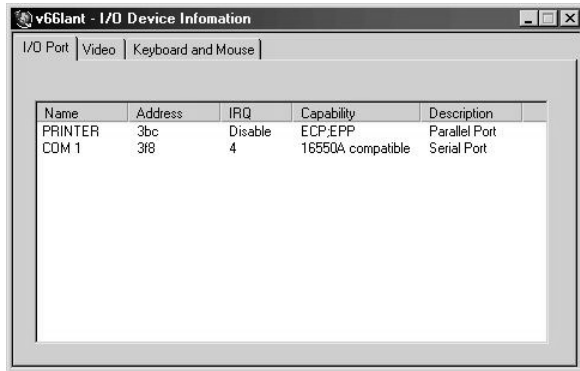 v66lant - I/O Device Infomation
I/O Port Video Keyboard and Mouse
Name Address IRQ Capability Description
PRINTER 3bc Disable ECP;EPP Parallel Port
COM 1 3f8 4 16550A compatible Serial Port